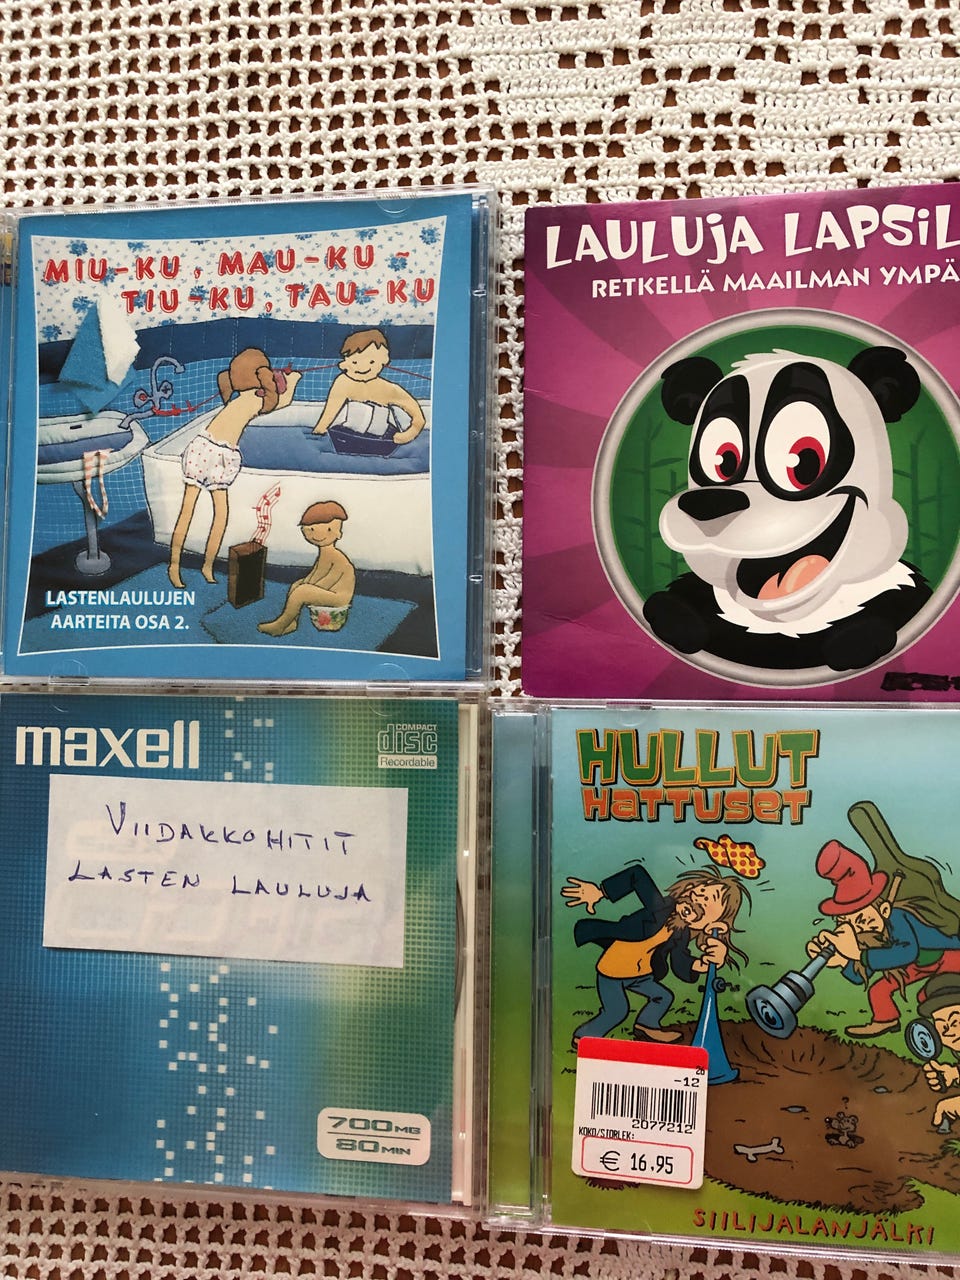 MIU-KU, MAU-KU -
TIU-KU, TAU-KU
LASTENLAULUJEN
AARTEITA OSA 2.
LAULUJA LAPSIL
RETKELLÄ MAAILMAN YMPÄ
maxell
COMPACT
disc
Recordable
VIIDAKKOHITIT
LASTEN LAULUJA
700MB
80MIN
HULLUT
HATTUSET
26
-12
2077212
KOKO/STORLEK:
€ 16.95
SIILIJALANJÄLKI